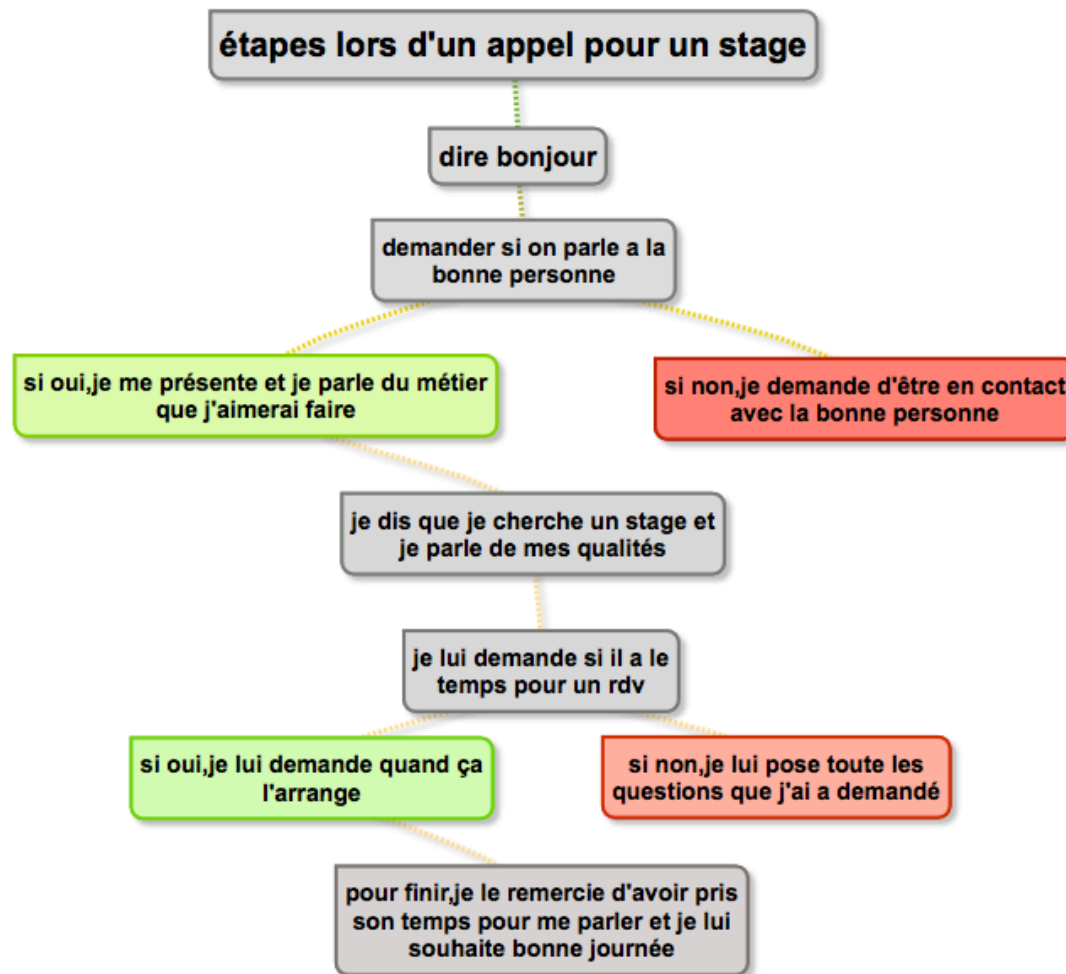 étapes lors d'un appel pour un stage
dire bonjour
demander si on parle a la
bonne personne
si oui,je me présente et je parle du métier
que j'aimerai faire
si non,je demande d'être en contact
avec la bonne personne
je dis que je cherche un stage et
je parle de mes qualités
je lui demande si il a le
temps pour un rdv
si oui,je lui demande quand ça
l'arrange
si non,je lui pose toute les
questions que j'ai a demandé
pour finir,je le remercie d'avoir pris
son temps pour me parler et je lui
souhaite bonne journée